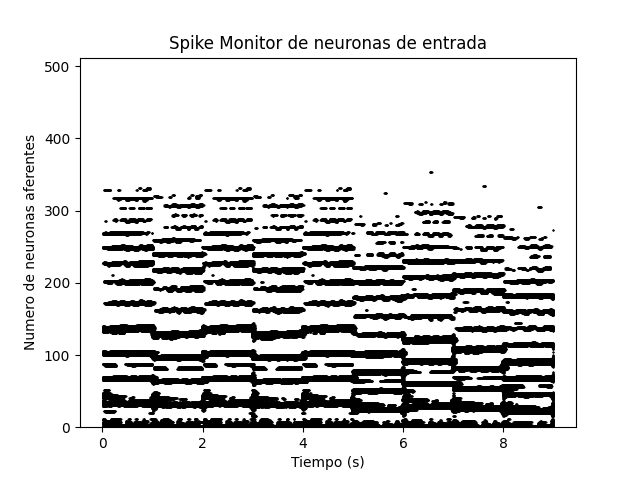 Spike Monitor de neuronas de entrada
500
400
300
200
100
0
Numero de neuronas aferentes
0 2 4 6 8
Tiempo (s)